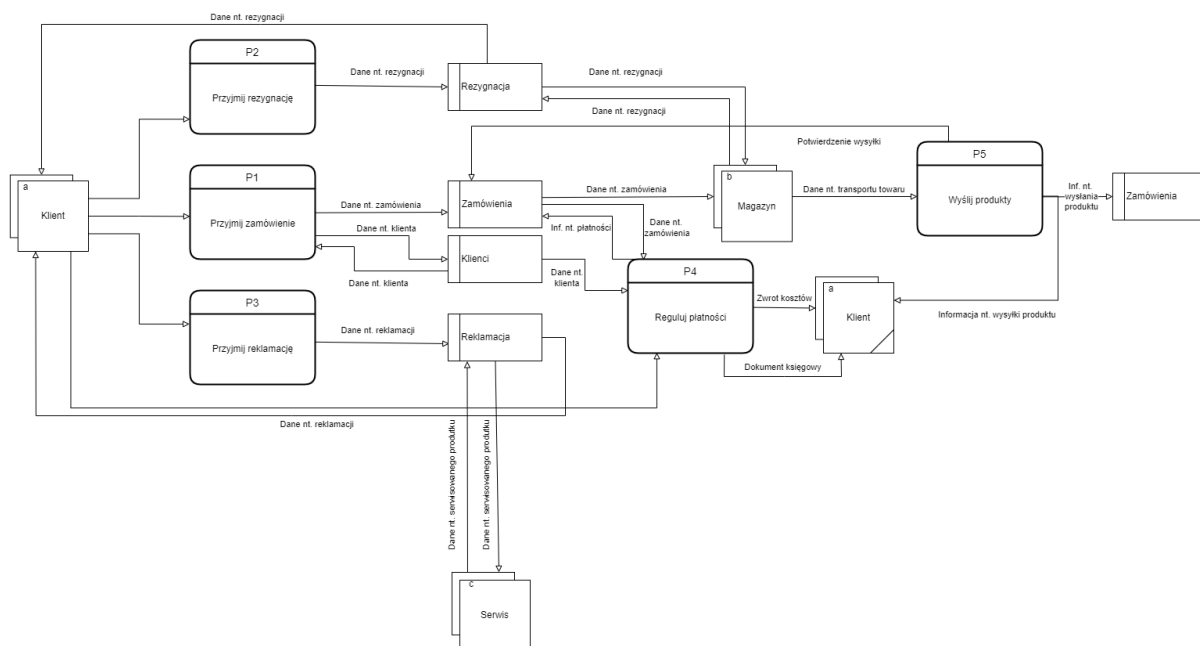 Dane nt. rezygnacji
P2
Przyjmij rezygnację
Dane nt. rezygnacji
Rezygnacja
Dane nt. rezygnacji
Dane nt. rezygnacji
Potwierdzenie wysyłki
a
Klient
P1
Przyjmij zamówienie
Dane nt. zamówienia
Zamówienia
Dane nt. zamówienia
b
Magazyn
Dane nt. transportu towaru
P5
Wyślij produkty
Inf. nt.
wysłania
produktu
Zamówienia
Dane nt. klienta
Klienci
Dane nt. klienta
Inf. nt. płatności
Dane nt.
zamówienia
Dane nt.
klienta
P4
Reguluj płatności
Zwrot kosztów
a
Klient
Informacja nt. wysyłki produktu
Dokument księgowy
P3
Przyjmij reklamację
Dane nt. reklamacji
Reklamacja
Dane nt. reklamacji
Dane nt. serwisowanego produtku
Dane nt. serwisowanego produtku
c
Serwis